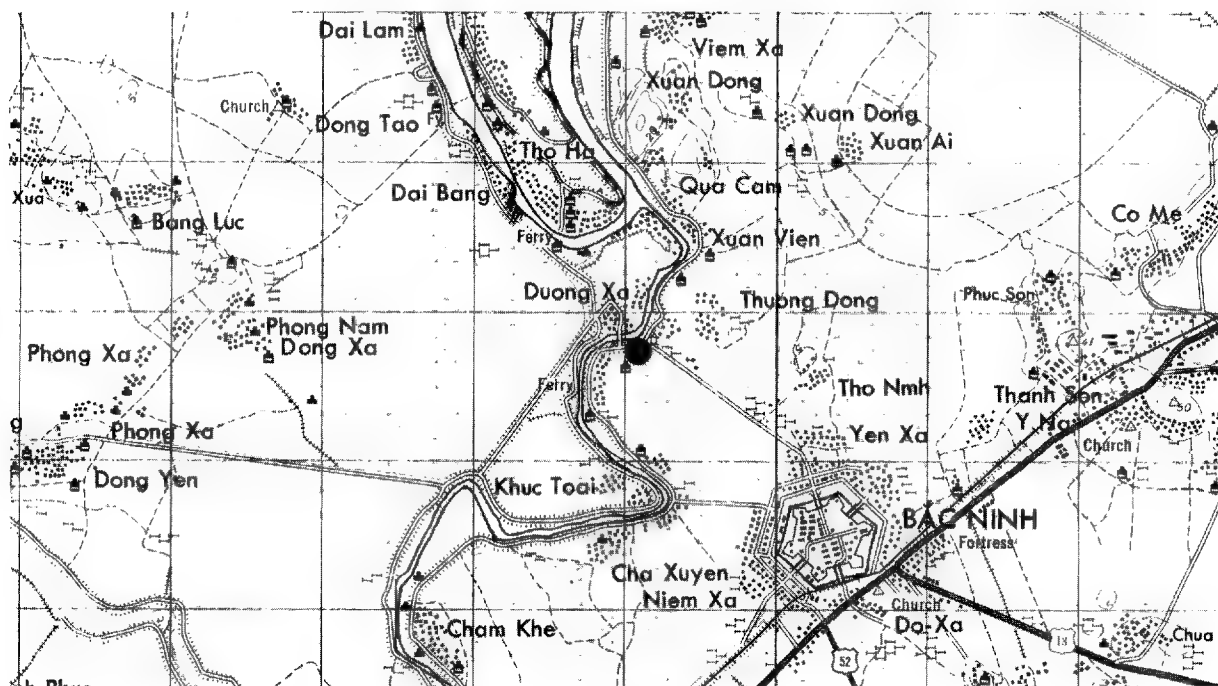 Dai Lam
Viem Xa
Xuan Dong
Church
Dong Tao
Fy
Xuan Dong
Xuan Ai
Tho Ha
Xua
Dai Bang
Qua Cam
Bang Luc
Co Me
Ferry
Xuan Vien
Duong Xa
Thuong Dong
Phuc Son
Phong Nam
Dong Xa
Phong Xa
Ferry
Tho Nmh
Thanh Son
Y Na
50
g
Phong Xa
Yen Xa
Church
Dong Yen
Khuc Toai
BAC NINH
Fortress
Cha Xuyen
Niem Xa
Church
Do-Xa
Cham Khe
18
Chua
52